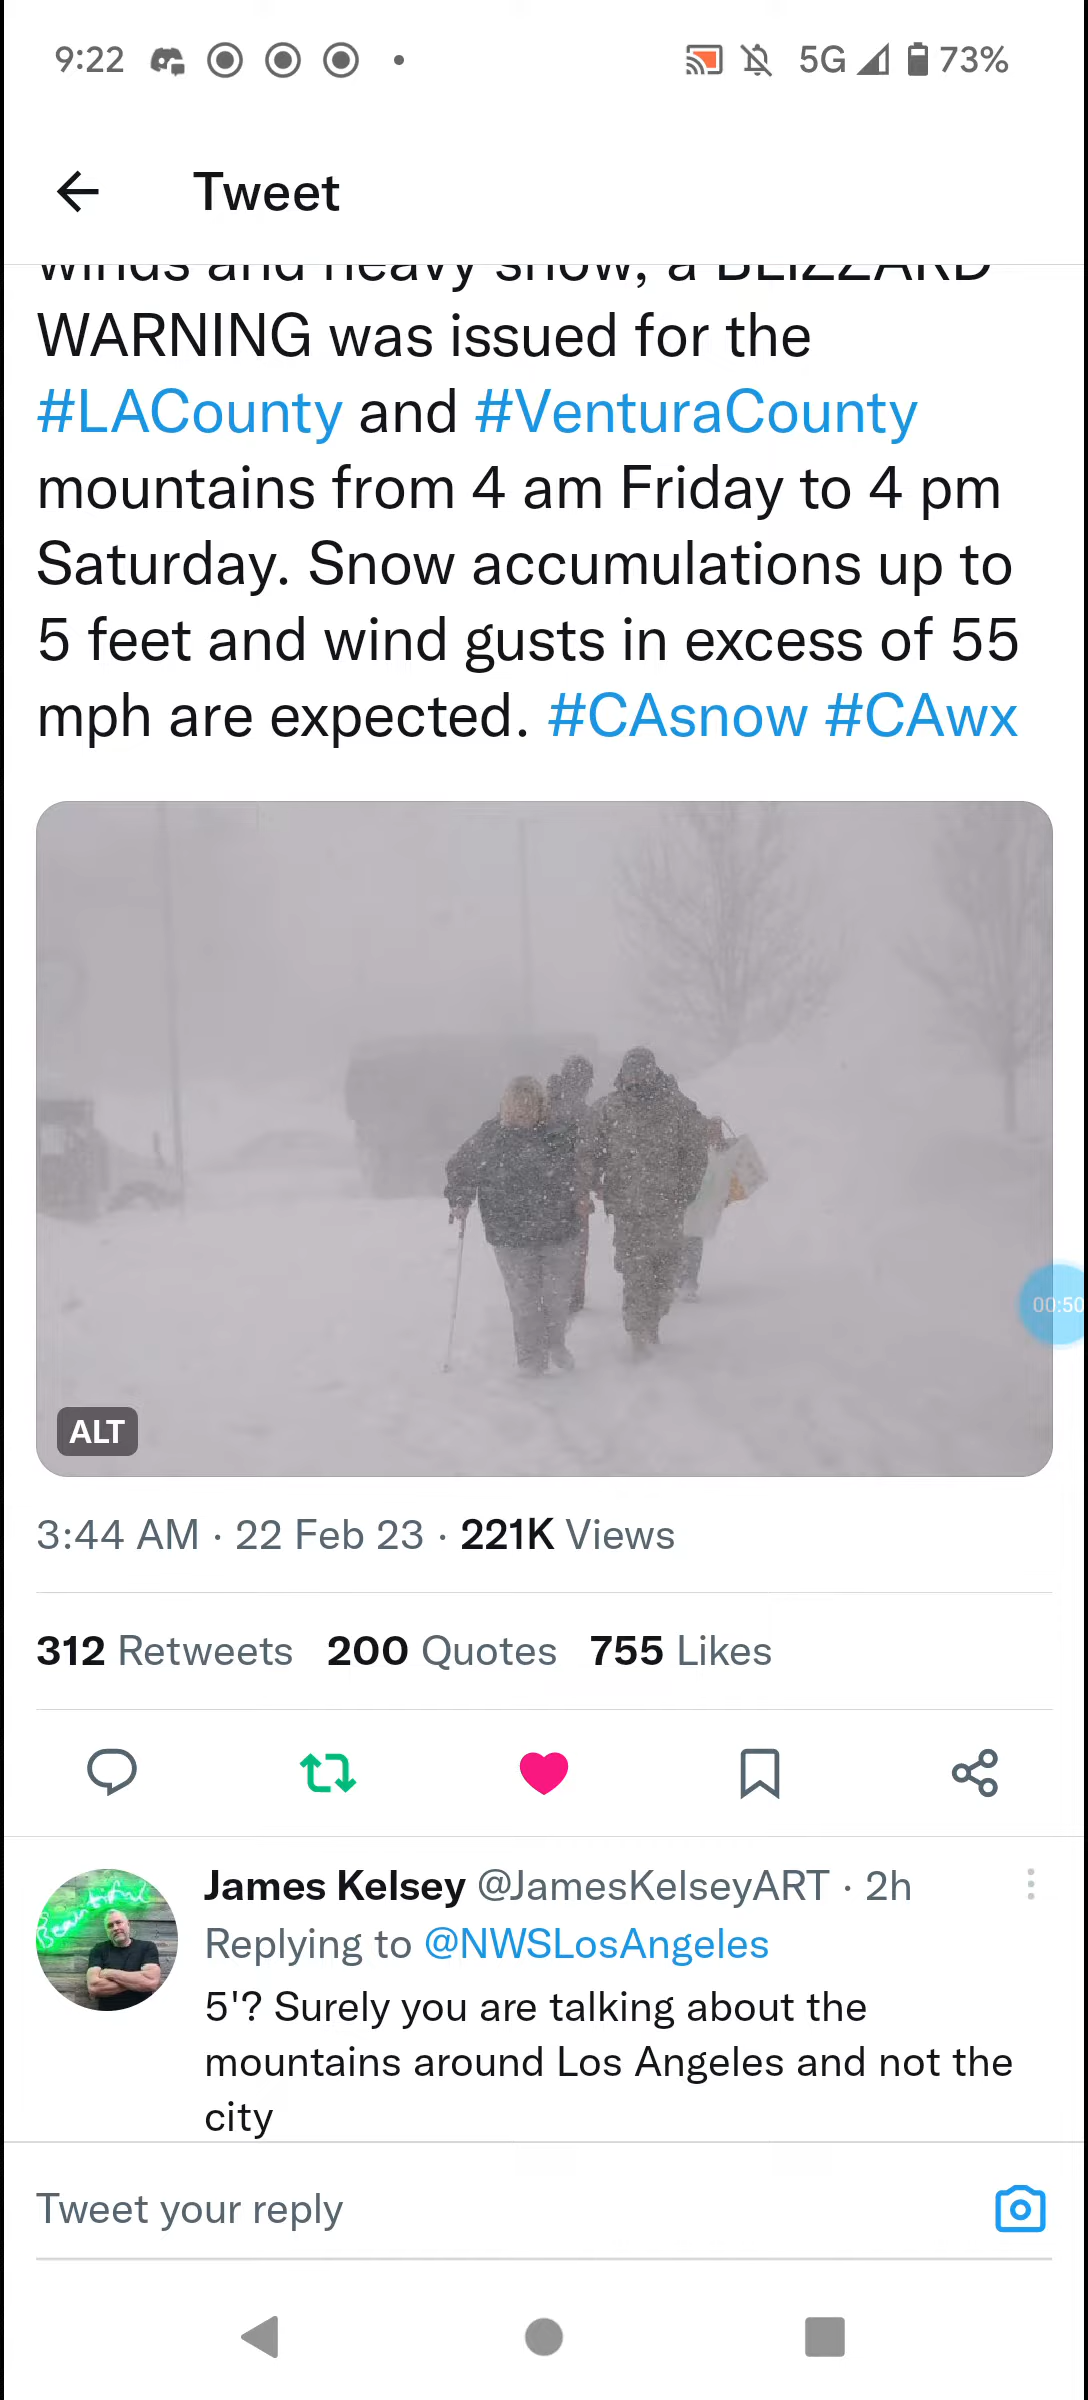 9:22 5G 73%
Tweet
winds and heavy snow, a BLIZZARD
WARNING was issued for the
#LACounty and #VenturaCounty
mountains from 4 am Friday to 4 pm
Saturday. Snow accumulations up to
5 feet and wind gusts in excess of 55
mph are expected. #CAsnow #CAwx
00:50
ALT
3:44 AM · 22 Feb 23 · 221K Views
312 Retweets 200 Quotes 755 Likes
Beautiful
James Kelsey @JamesKelseyART · 2h
Replying to @NWSLosAngeles
5'? Surely you are talking about the
mountains around Los Angeles and not the
city
Tweet your reply